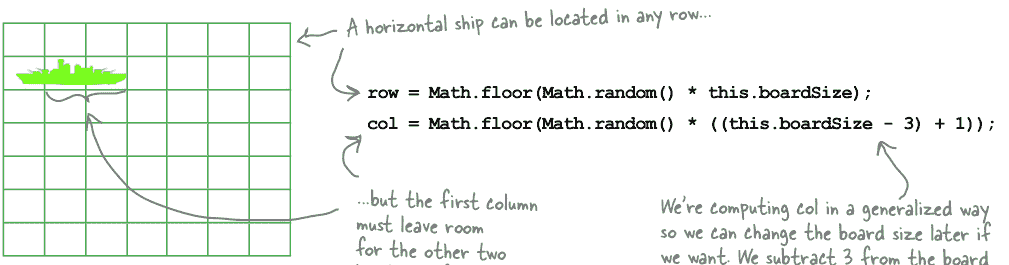 A horizontal ship can be located in any row...
row = Math.floor(Math.random() * this.boardSize);
col = Math.floor(Math.random() * ((this.boardSize - 3) + 1));
...but the first column
must leave room
for the other two
We're computing col in a generalized way
so we can change the board size later if
we want. We subtract 3 from the board